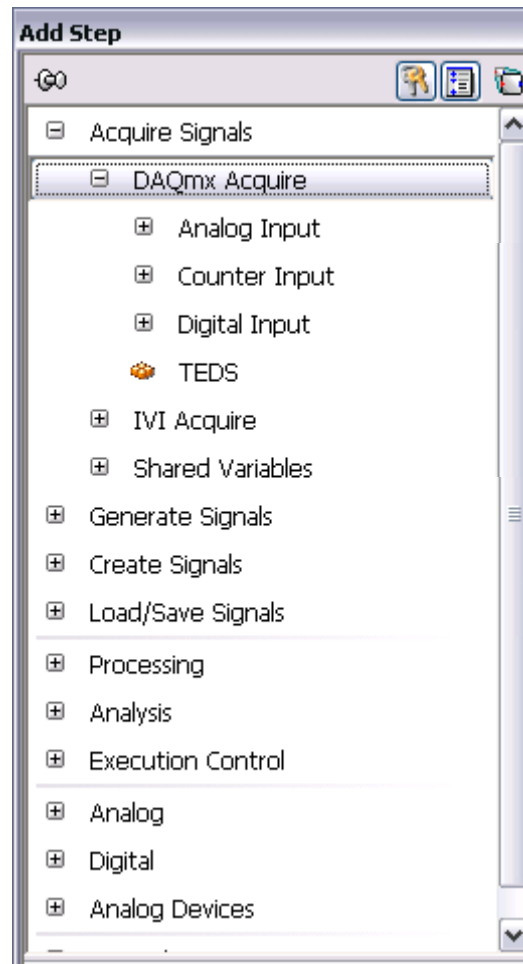 Add Step
Acquire Signals
DAQmx Acquire
Analog Input
Counter Input
Digital Input
TEDS
IVI Acquire
Shared Variables
Generate Signals
Create Signals
Load/Save Signals
Processing
Analysis
Execution Control
Analog
Digital
Analog Devices